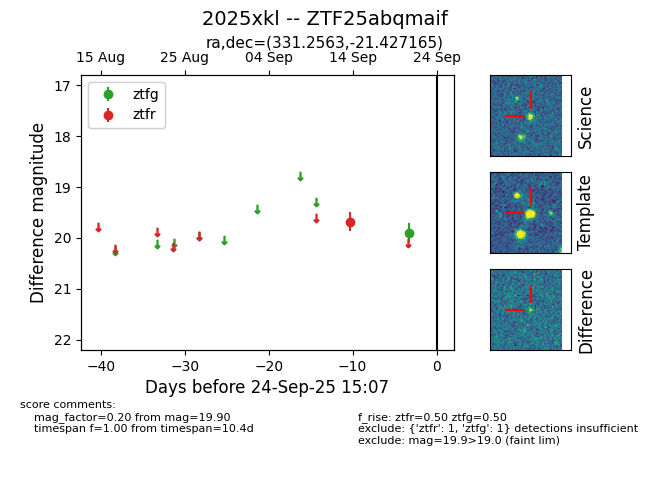 2025xkl -- ZTF25abqmaif
ra,dec=(331.2563,-21.427165)
15 Aug 25 Aug 04 Sep 14 Sep 24 Sep
ztfg
ztfr
17
18
19
20
21
22
Difference magnitude
−40 −30 −20 −10 0
Days before 24-Sep-25 15:07
Science
Template
Difference
score comments:
mag_factor=0.20 from mag=19.90
timespan f=1.00 from timespan=10.4d
f_rise: ztfr=0.50 ztfg=0.50
exclude: {'ztfr': 1, 'ztfg': 1} detections insufficient
exclude: mag=19.9>19.0 (faint lim)